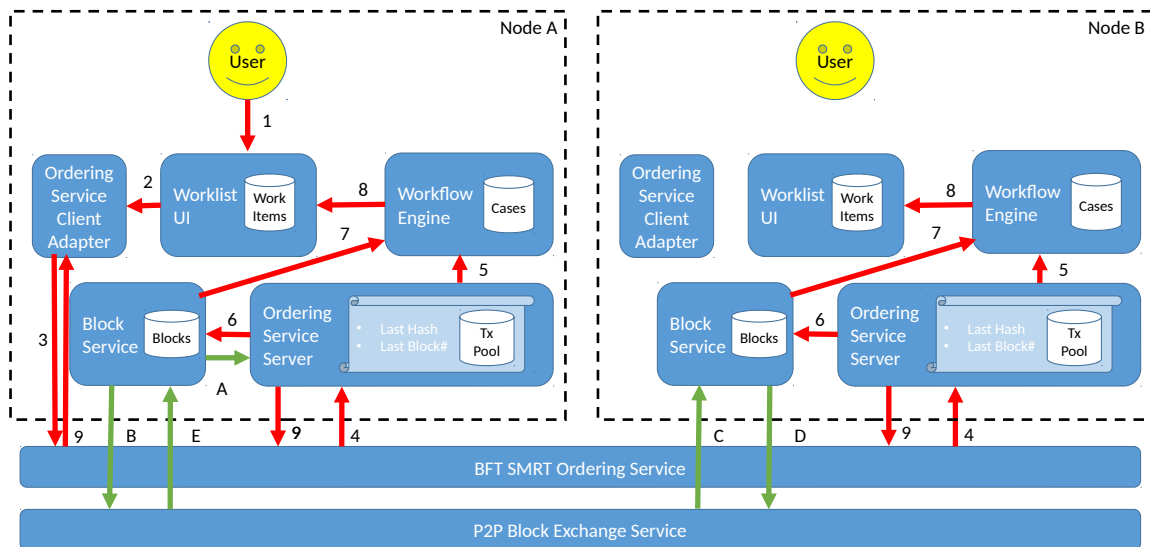 Node A
User
1
Ordering
Service
Client
Adapter
2
Worklist
UI
Work
Items
8
Workflow
Engine
Cases
7
5
3
Block
Service
Blocks
6
A
Ordering
Service
Server
• Last Hash
• Last Block#
Tx
Pool
9
B
E
9
4
Node B
User
Ordering
Service
Client
Adapter
Worklist
UI
Work
Items
8
Workflow
Engine
Cases
7
5
Block
Service
Blocks
6
Ordering
Service
Server
• Last Hash
• Last Block#
Tx
Pool
C
D
9
4
BFT SMRT Ordering Service
P2P Block Exchange Service